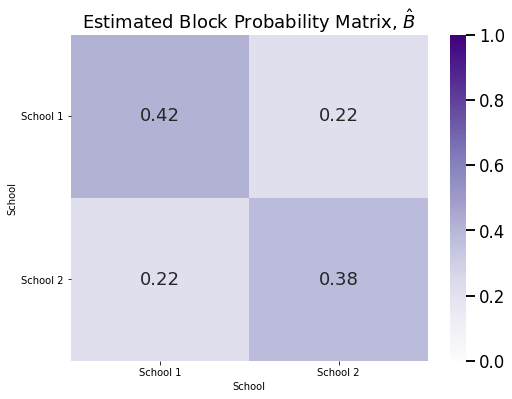 Estimated Block Probability Matrix, B̂
School
School 1
School 2
0.42
0.22
0.22
0.38
School 1
School 2
School
1.0
0.8
0.6
0.4
0.2
0.0